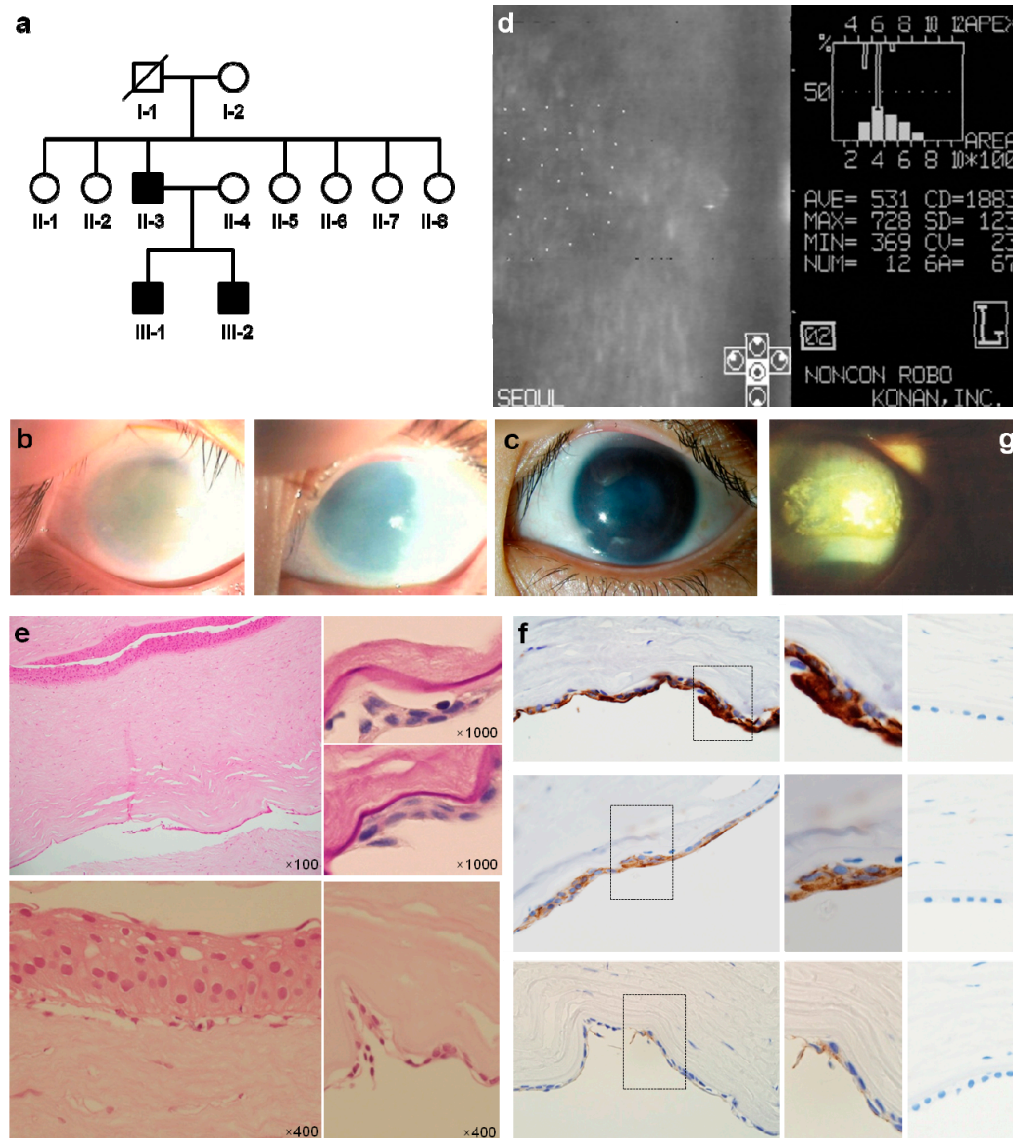 a
I-1 I-2
II-1 II-2 II-3 II-4 II-5 II-6 II-7 II-8
III-1 III-2
d
4 6 8 10 12 APEX
%
50
AREA
2 4 6 8 10*100
AVE= 531 CD=1883
MAX= 728 SD= 123
MIN= 369 CV= 23
NUM= 12 6A= 67
02 L
NONCON ROBO
KONAN, INC.
SEOUL
b
c
g
e
×100
×1000
×1000
×400
×400
f